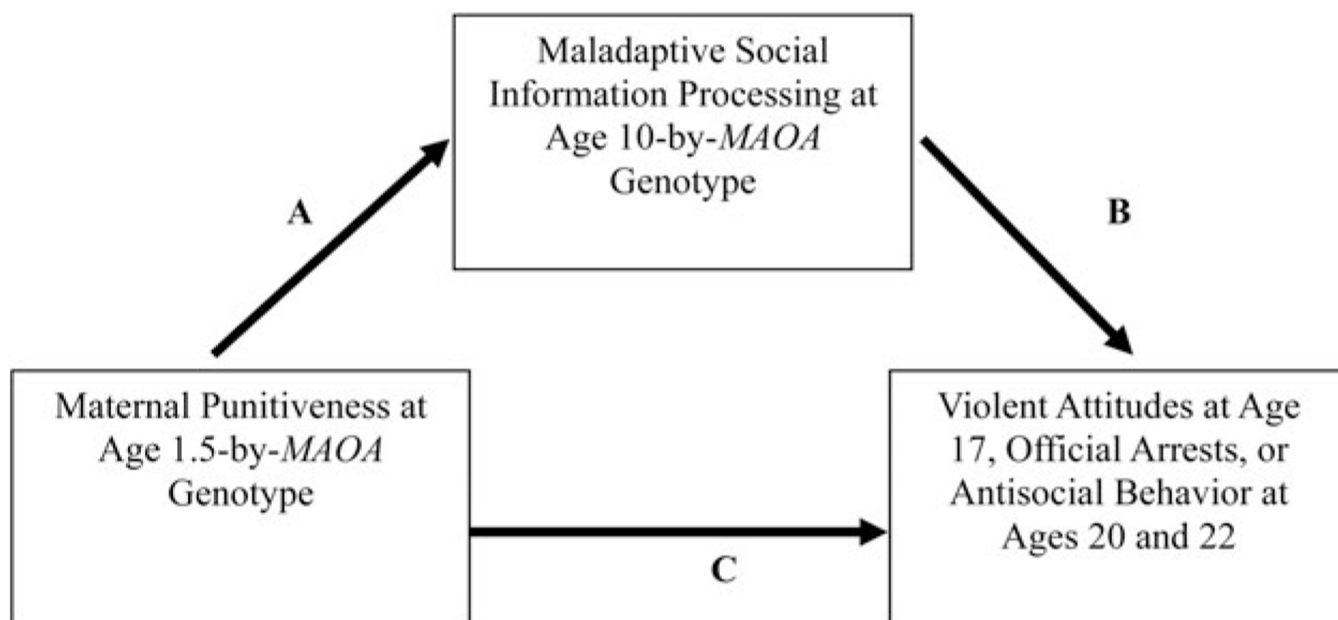 Maladaptive Social
Information Processing at
Age 10-by-MAOA
Genotype
A
B
Maternal Punitiveness at
Age 1.5-by-MAOA
Genotype
Violent Attitudes at Age
17, Official Arrests, or
Antisocial Behavior at
Ages 20 and 22
C